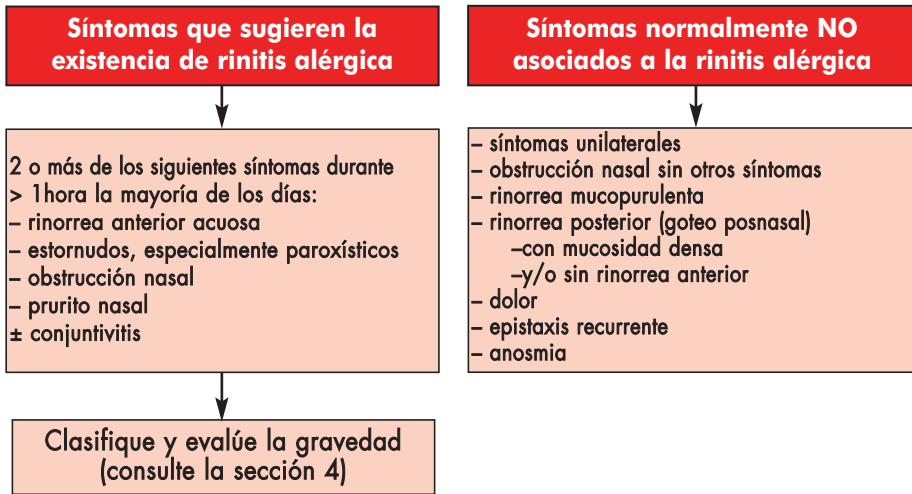 Síntomas que sugieren la
existencia de rinitis alérgica
2 o más de los siguientes síntomas durante
> 1hora la mayoría de los días:
– rinorrea anterior acuosa
– estornudos, especialmente paroxísticos
– obstrucción nasal
– prurito nasal
± conjuntivitis
Clasifique y evalúe la gravedad
(consulte la sección 4)
Síntomas normalmente NO
asociados a la rinitis alérgica
– síntomas unilaterales
– obstrucción nasal sin otros síntomas
– rinorrea mucopurulenta
– rinorrea posterior (goteo posnasal)
–con mucosidad densa
–y/o sin rinorrea anterior
– dolor
– epistaxis recurrente
– anosmia